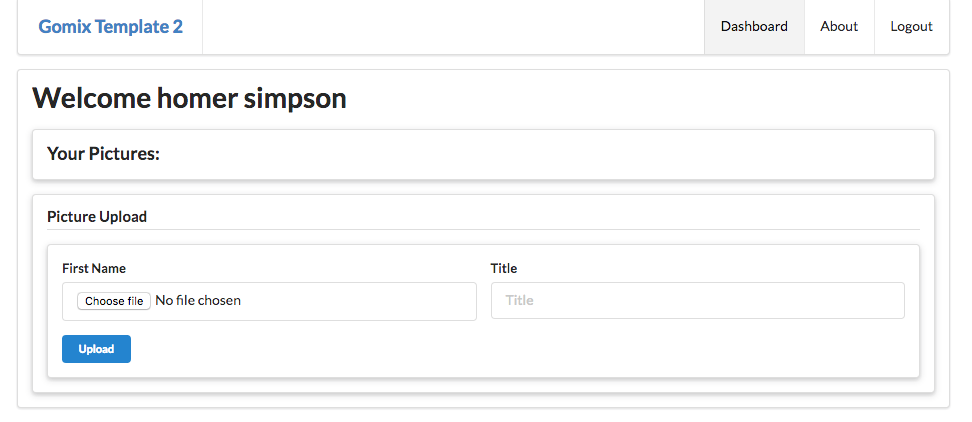 Gomix Template 2 Dashboard About Logout
Welcome homer simpson
Your Pictures:
Picture Upload
First Name Title
Choose file No file chosen Title
Upload